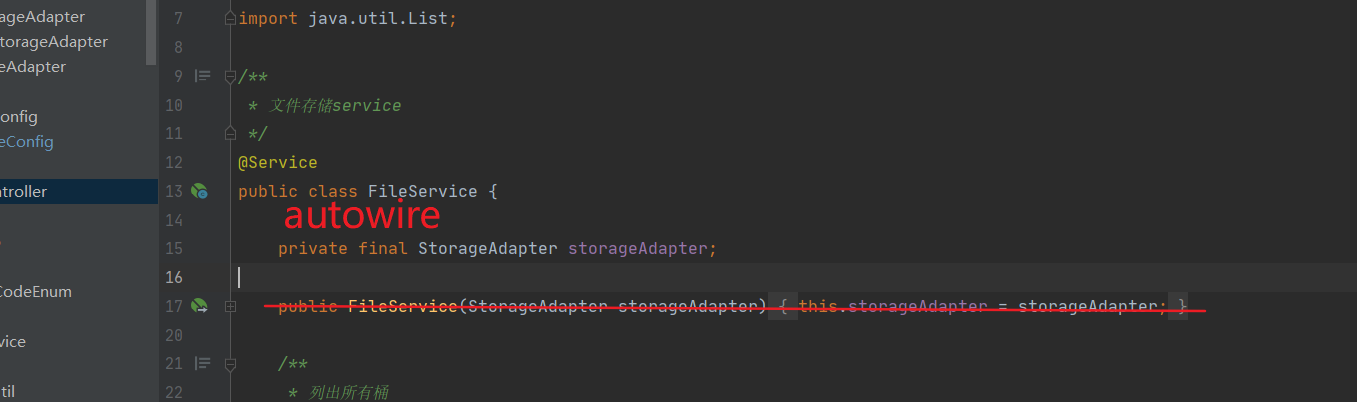 ageAdapter
torageAdapter
eAdapter
onfig
eConfig
troller
CodeEnum
vice
til
7 import java.util.List;
8
9 /**
10 * 文件存储service
11 */
12 @Service
13 public class FileService {
autowire
14
15 private final StorageAdapter storageAdapter;
16
17 public FileService(StorageAdapter storageAdapter) { this.storageAdapter = storageAdapter; }
20
21 /**
22 * 列出所有桶